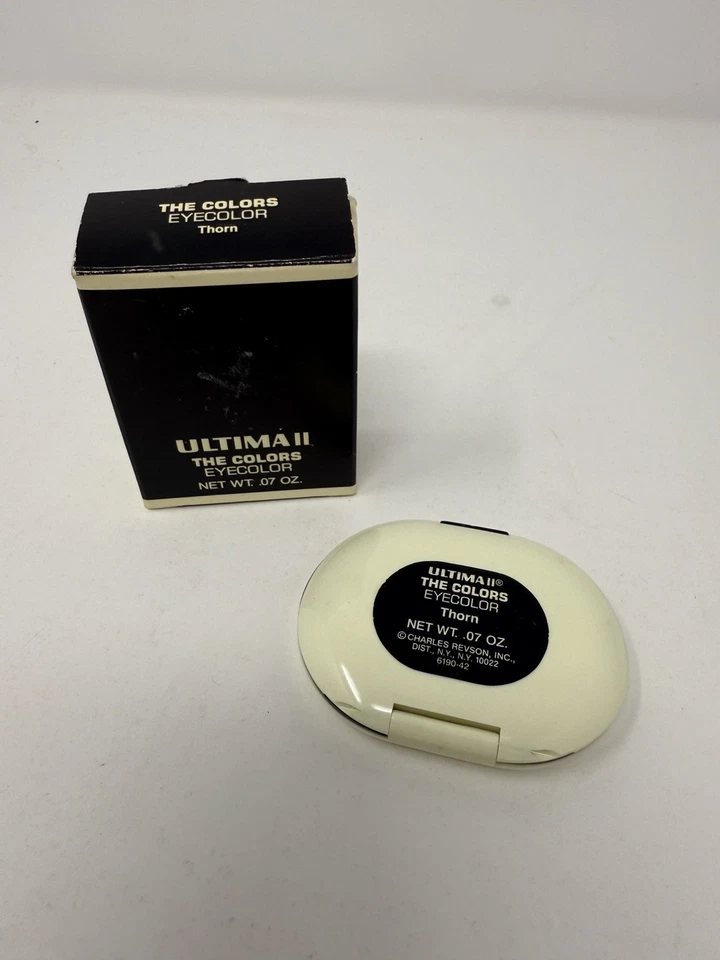 THE COLORS
EYECOLOR
Thorn
ULTIMA II
THE COLORS
EYECOLOR
NET WT. .07 OZ.
ULTIMA II®
THE COLORS
EYECOLOR
Thorn
NET WT. .07 OZ.
© CHARLES REVSON, INC.,
DIST., N.Y., N.Y. 10022
6190-42